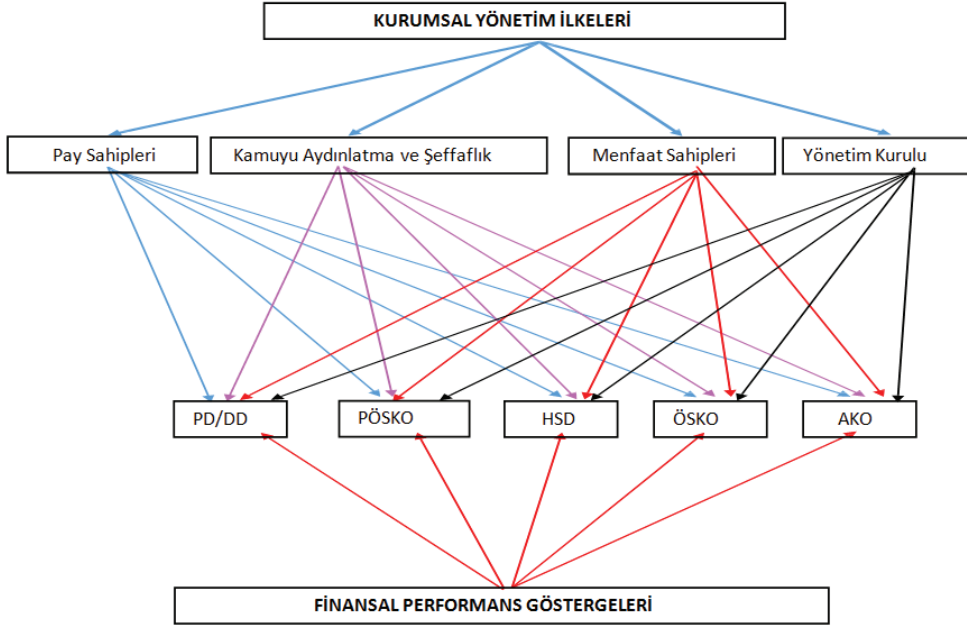 KURUMSAL YÖNETİM İLKELERİ
Pay Sahipleri
Kamuyu Aydınlatma ve Şeffaflık
Menfaat Sahipleri
Yönetim Kurulu
PD/DD
PÖSKO
HSD
ÖSKO
AKO
FİNANSAL PERFORMANS GÖSTERGELERİ